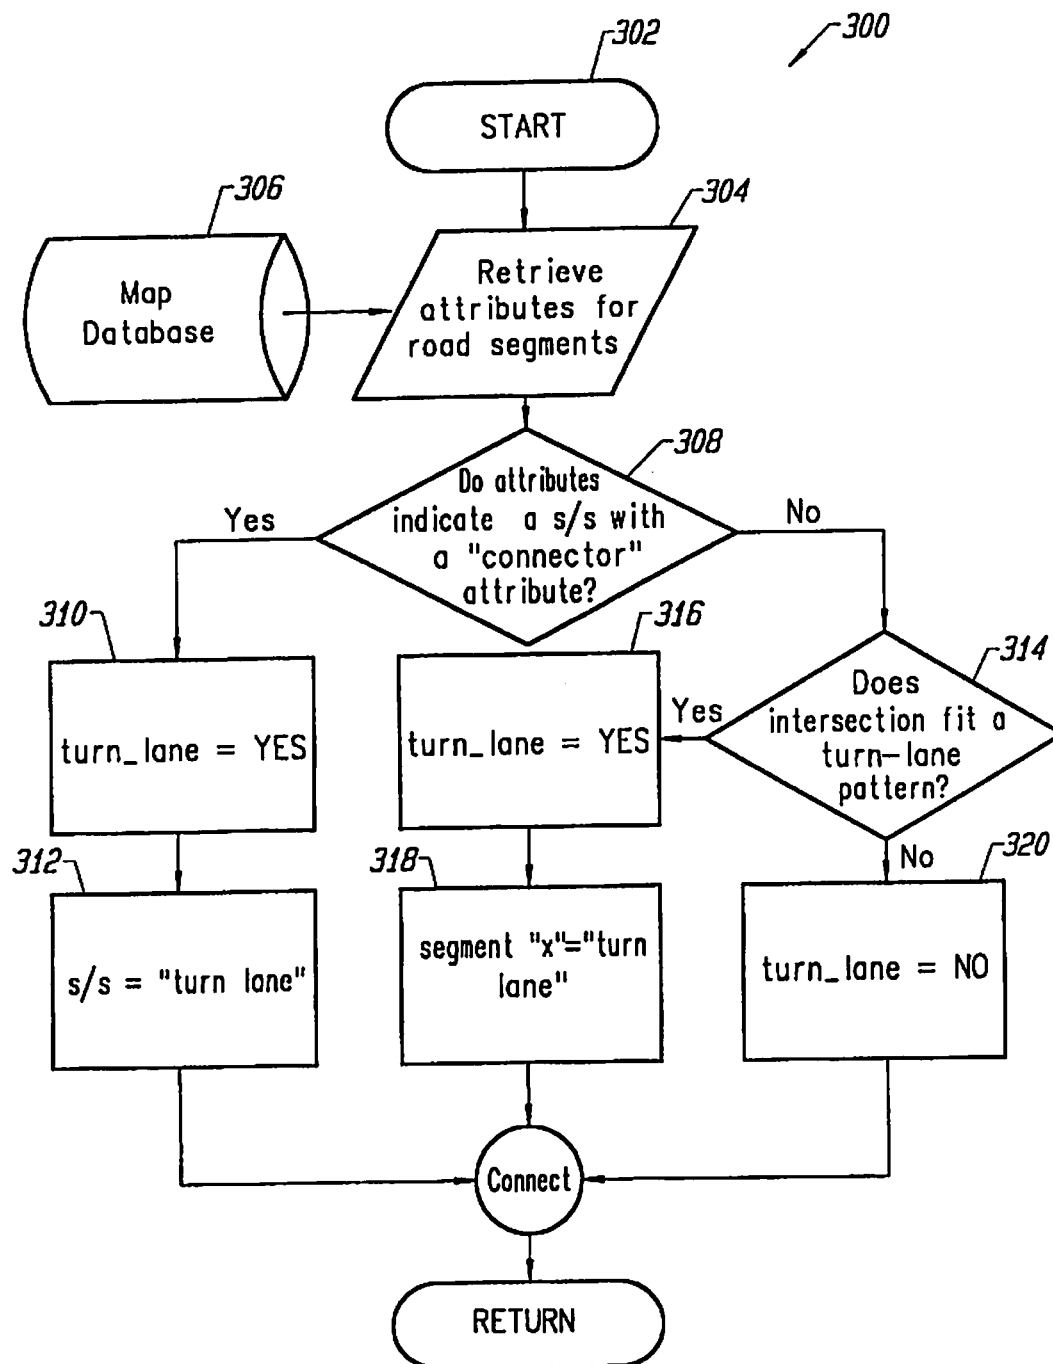 300
302
START
306
304
Map
Database
Retrieve
attributes for
road segments
308
Do attributes
indicate a s/s with
a "connector"
attribute?
Yes
No
310
316
314
turn_lane = YES
turn_lane = YES
Yes
Does
intersection fit a
turn-lane
pattern?
No
312
318
320
s/s = "turn lane"
segment "x"="turn
lane"
turn_lane = NO
Connect
RETURN